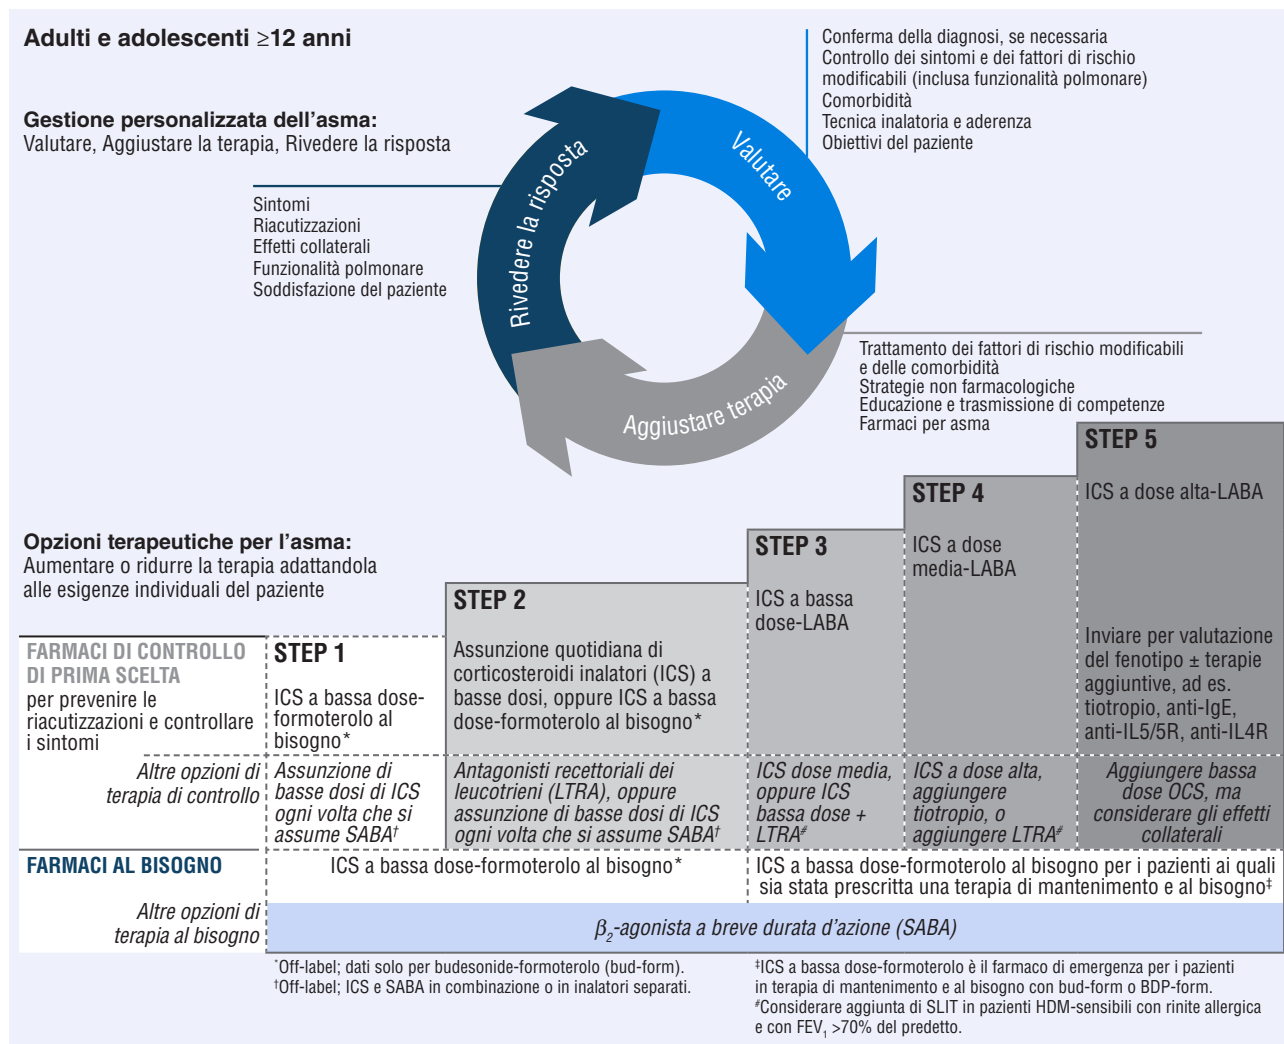 Adulti e adolescenti ≥12 anni
Gestione personalizzata dell’asma:
Valutare, Aggiustare la terapia, Rivedere la risposta
Conferma della diagnosi, se necessaria
Controllo dei sintomi e dei fattori di rischio
modificabili (inclusa funzionalità polmonare)
Comorbidità
Tecnica inalatoria e aderenza
Obiettivi del paziente
Sintomi
Riacutizzazioni
Effetti collaterali
Funzionalità polmonare
Soddisfazione del paziente
Rivedere la risposta
Valutare
Aggiustare terapia
Trattamento dei fattori di rischio modificabili
e delle comorbidità
Strategie non farmacologiche
Educazione e trasmissione di competenze
Farmaci per asma
Opzioni terapeutiche per l’asma:
Aumentare o ridurre la terapia adattandola
alle esigenze individuali del paziente
FARMACI DI CONTROLLO
DI PRIMA SCELTA
per prevenire le
riacutizzazioni e controllare
i sintomi
STEP 1
ICS a bassa dose-
formoterolo al
bisogno*
STEP 2
Assunzione quotidiana di
corticosteroidi inalatori (ICS) a
basse dosi, oppure ICS a bassa
dose-formoterolo al bisogno*
STEP 3
ICS a bassa
dose-LABA
STEP 4
ICS a dose
media-LABA
STEP 5
ICS a dose alta-LABA
Inviare per valutazione
del fenotipo ± terapie
aggiuntive, ad es.
tiotropio, anti-IgE,
anti-IL5/5R, anti-IL4R
Altre opzioni di
terapia di controllo
Assunzione di
basse dosi di ICS
ogni volta che si
assume SABA†
Antagonisti recettoriali dei
leucotrieni (LTRA), oppure
assunzione di basse dosi di ICS
ogni volta che si assume SABA†
ICS dose media,
oppure ICS
bassa dose +
LTRA#
ICS a dose alta,
aggiungere
tiotropio, o
aggiungere LTRA#
Aggiungere bassa
dose OCS, ma
considerare gli effetti
collaterali
FARMACI AL BISOGNO
ICS a bassa dose-formoterolo al bisogno*
ICS a bassa dose-formoterolo al bisogno per i pazienti ai quali
sia stata prescritta una terapia di mantenimento e al bisogno‡
Altre opzioni di
terapia al bisogno
β₂-agonista a breve durata d’azione (SABA)
*Off-label; dati solo per budesonide-formoterolo (bud-form).
†Off-label; ICS e SABA in combinazione o in inalatori separati.
‡ICS a bassa dose-formoterolo è il farmaco di emergenza per i pazienti
in terapia di mantenimento e al bisogno con bud-form o BDP-form.
#Considerare aggiunta di SLIT in pazienti HDM-sensibili con rinite allergica
e con FEV₁ >70% del predetto.